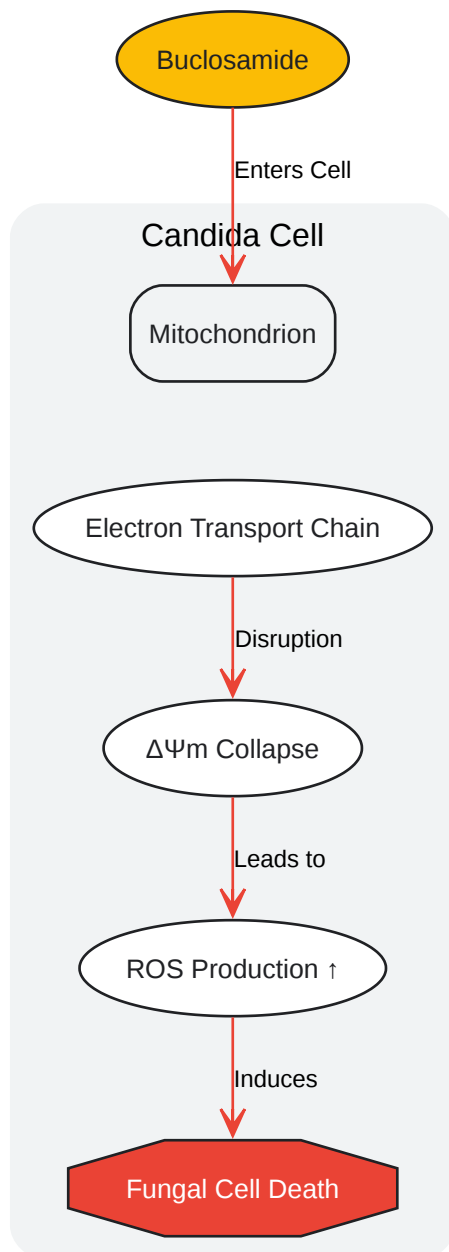 Buclosamide
Enters Cell
Candida Cell
Mitochondrion
Electron Transport Chain
Disruption
ΔΨm Collapse
Leads to
ROS Production ↑
Induces
Fungal Cell Death